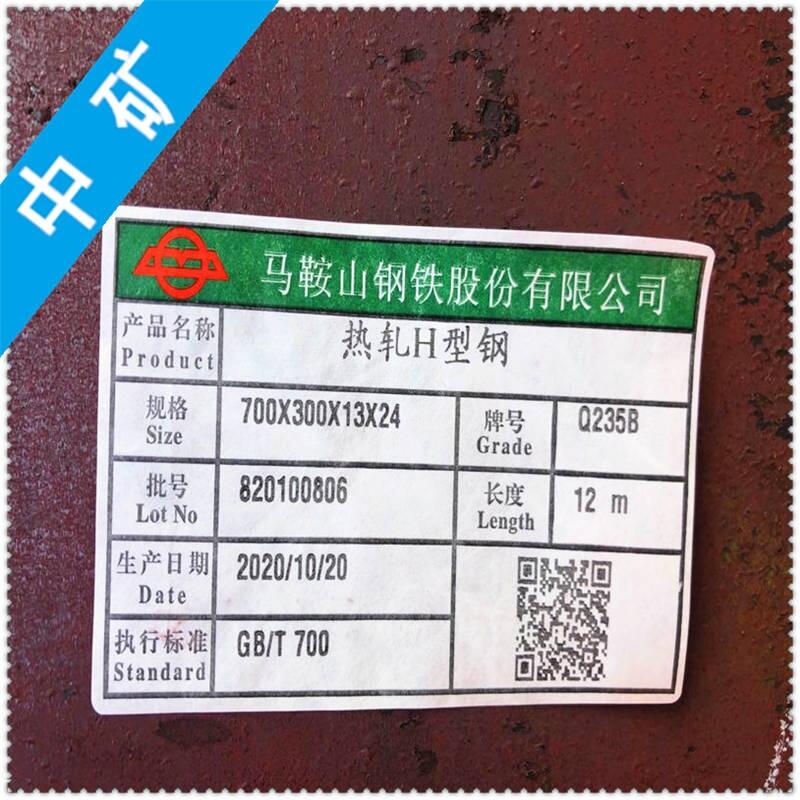 中矿
马鞍山钢铁股份有限公司
产品名称
Product
热轧H型钢
规格
Size
700X300X13X24
牌号
Grade
Q235B
批号
Lot No
820100806
长度
Length
12 m
生产日期
Date
2020/10/20
执行标准
Standard
GB/T 700